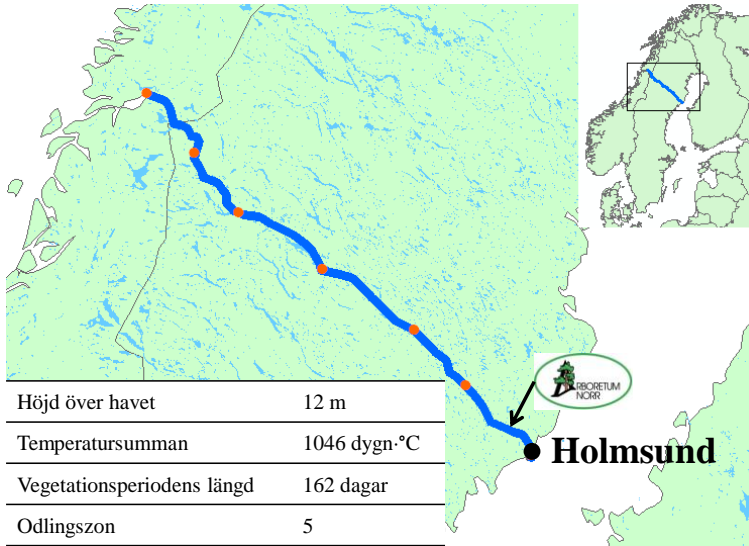 ARBORETUM
NORR
Holmsund
Höjd över havet 12 m
Temperatursumman 1046 dygn·°C
Vegetationsperiodens längd 162 dagar
Odlingszon 5